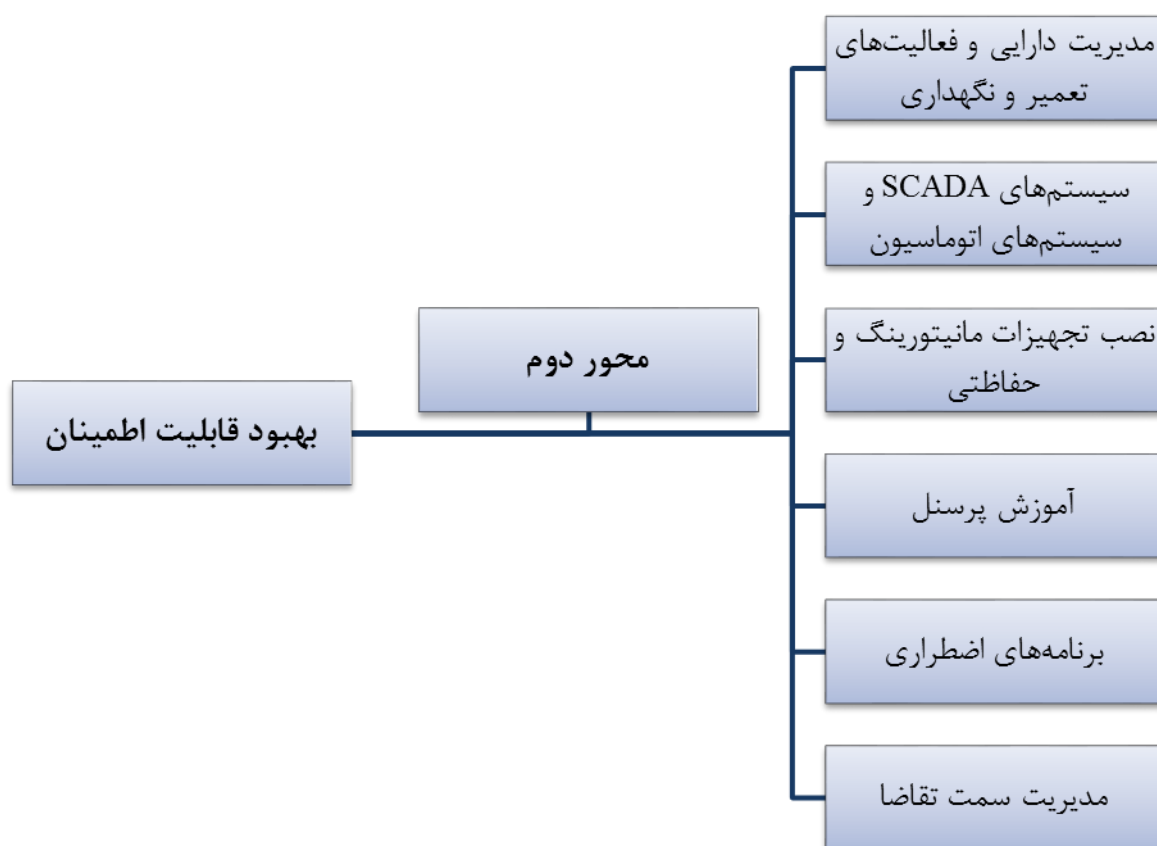 مدیریت دارایی و فعالیت‌های
تعمیر و نگهداری
سیستم‌های SCADA و
سیستم‌های اتوماسیون
نصب تجهیزات مانیتورینگ و
حفاظتی
محور دوم
بهبود قابلیت اطمینان
آموزش پرسنل
برنامه‌های اضطراری
مدیریت سمت تقاضا